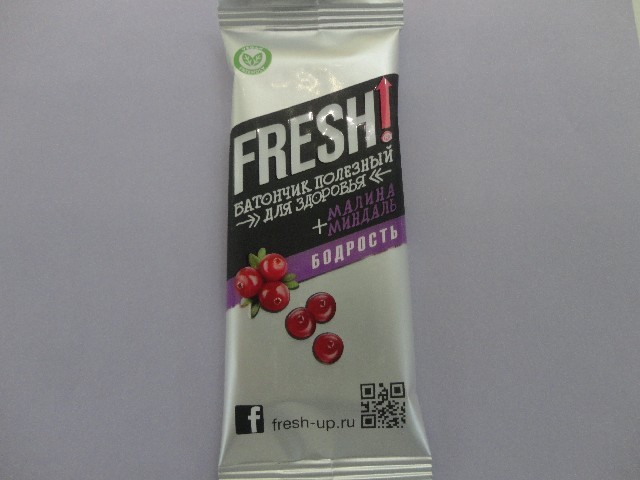 FRESH!
БАТОНЧИК ПОЛЕЗНЫЙ
ДЛЯ ЗДОРОВЬЯ
МАЛИНА
+МИНДАЛЬ
БОДРОСТЬ
f fresh-up.ru